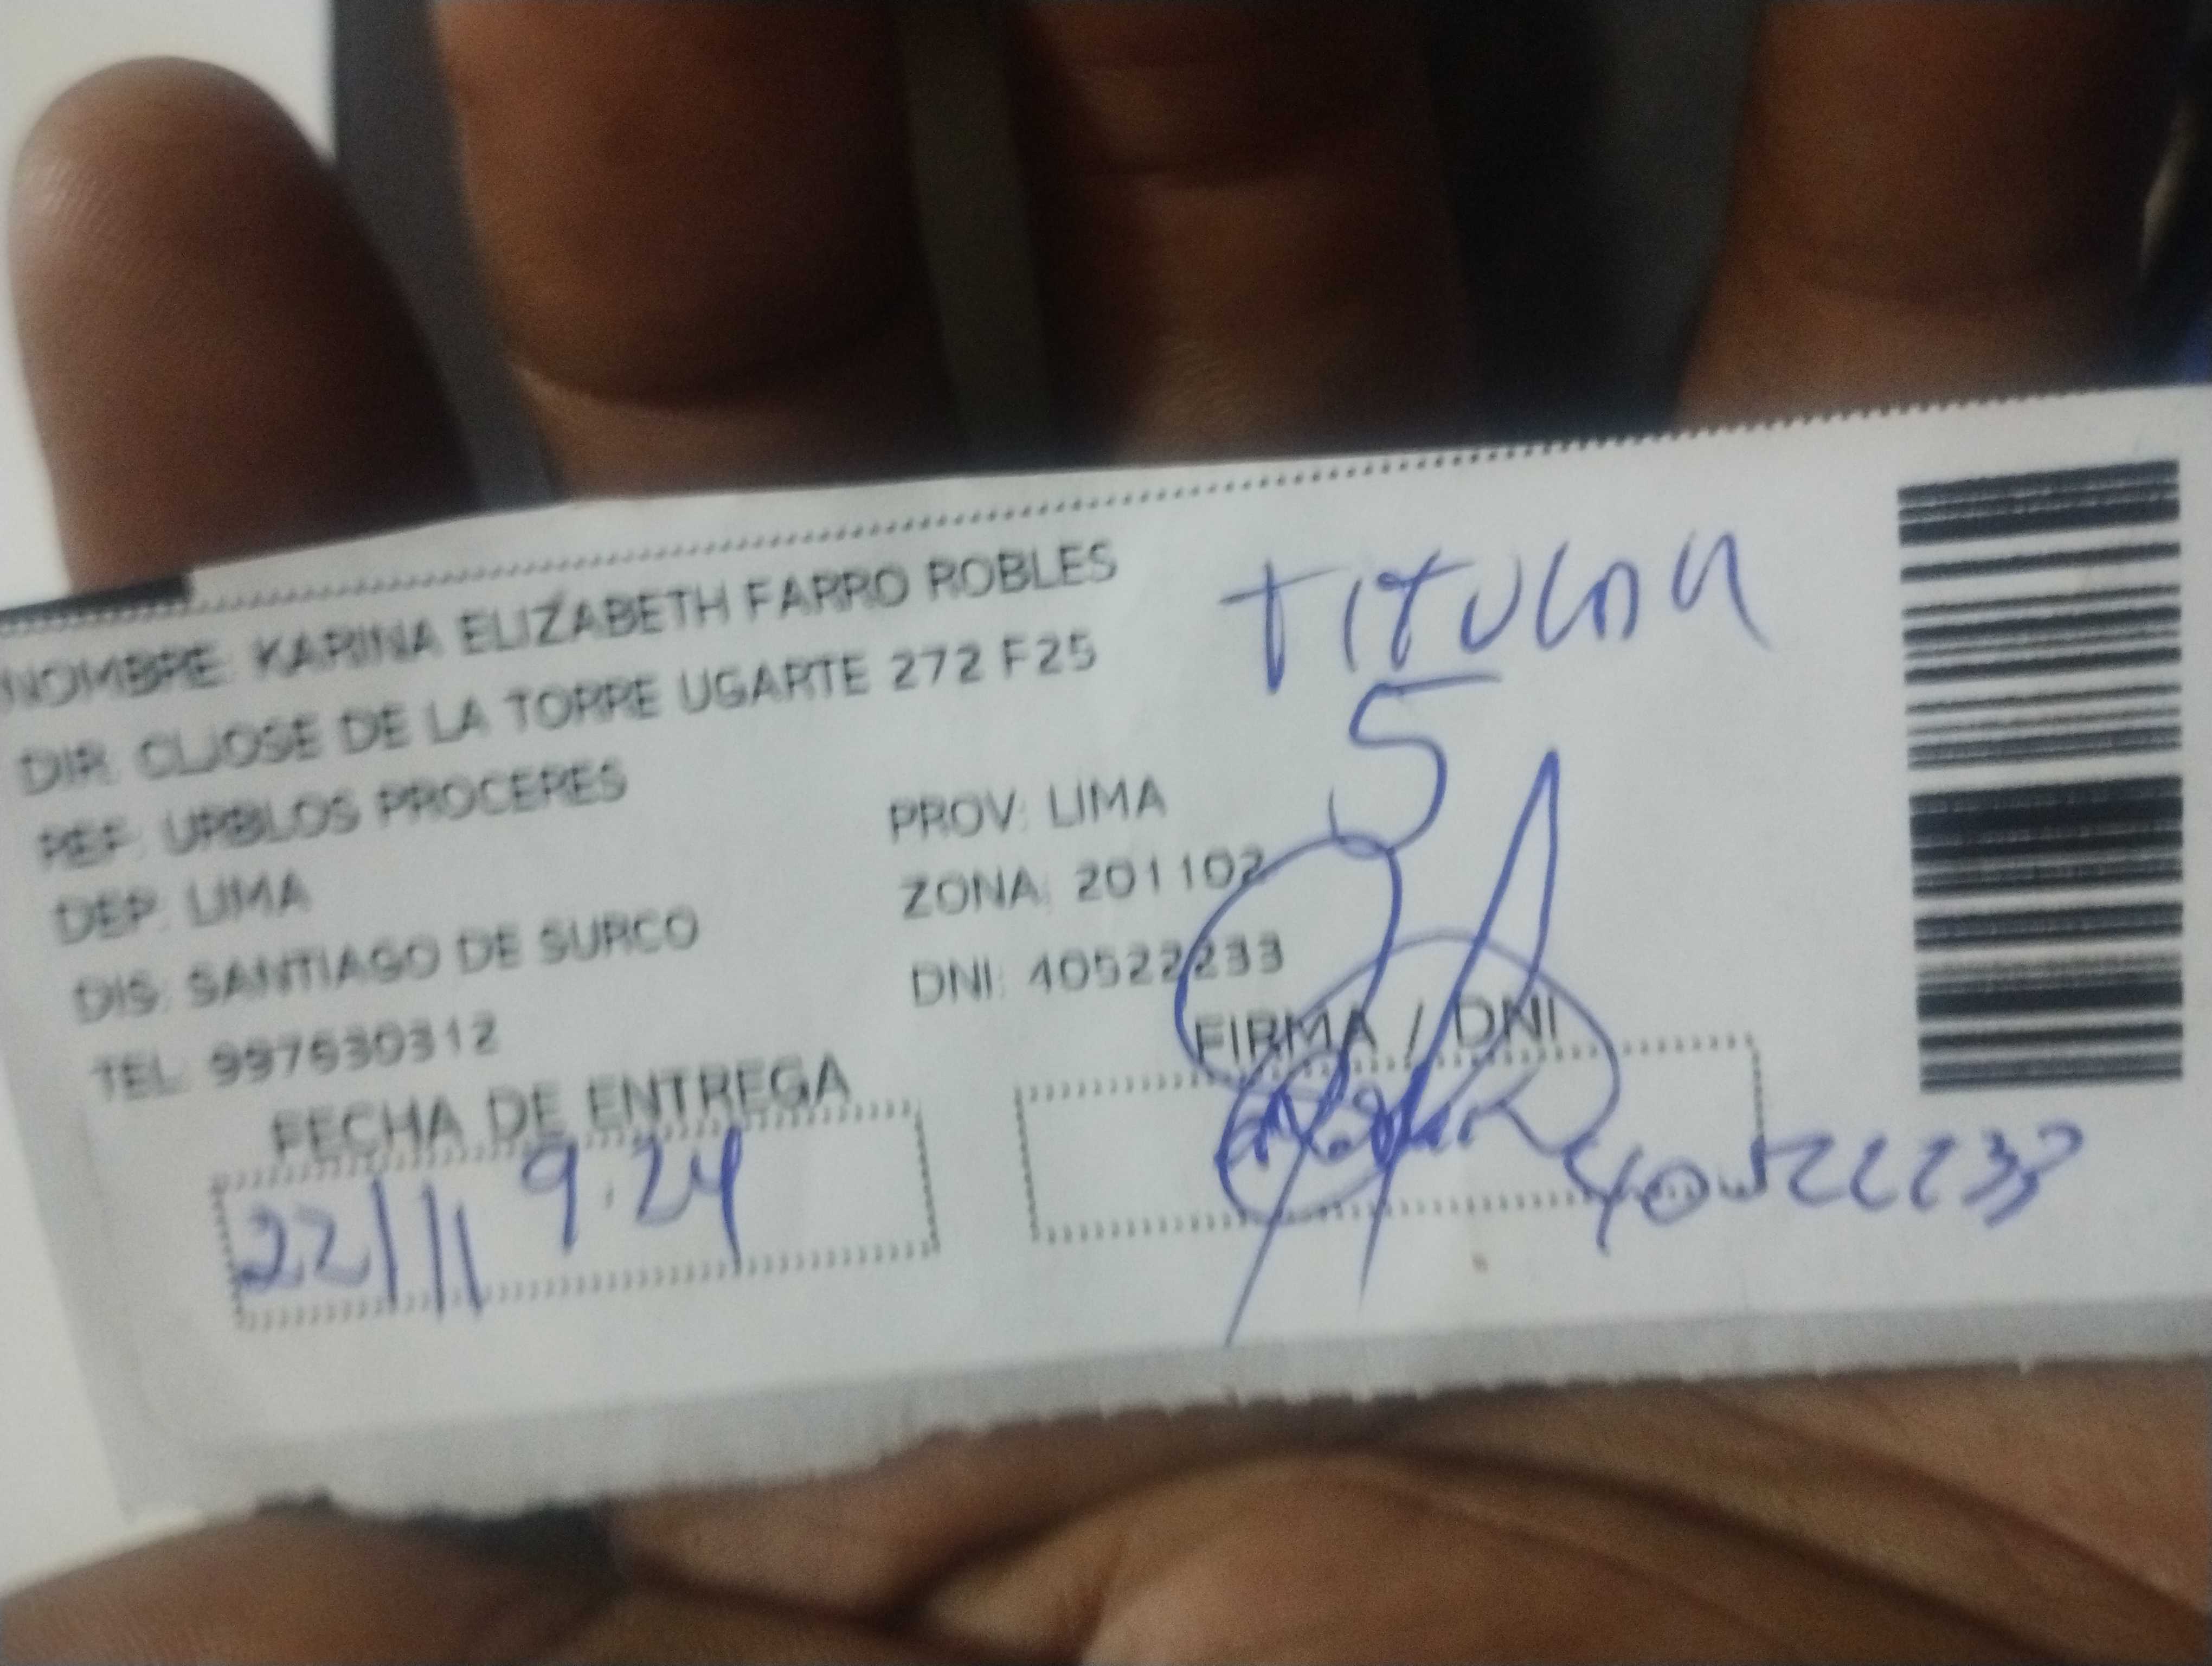 NOMBRE: KARINA ELIZABETH FARRO ROBLES
DIR: CLJOSE DE LA TORRE UGARTE 272 F25
REF: URBLOS PROCERES
DEP: LIMA
PROV: LIMA
DIS: SANTIAGO DE SURCO
ZONA: 201102
TEL: 997630312
DNI: 40522233
TITULAR
5
FECHA DE ENTREGA
22/11 9:24
FIRMA / DNI
40522233